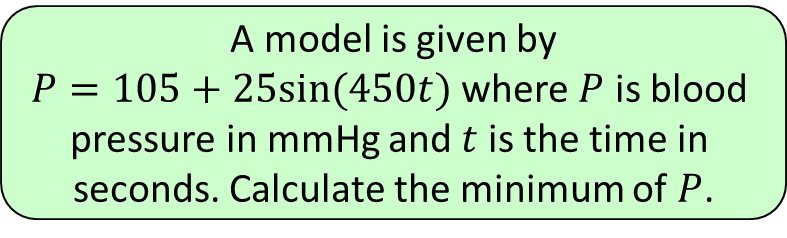 A model is given by
P = 105 + 25sin(450t) where P is blood
pressure in mmHg and t is the time in
seconds. Calculate the minimum of P.